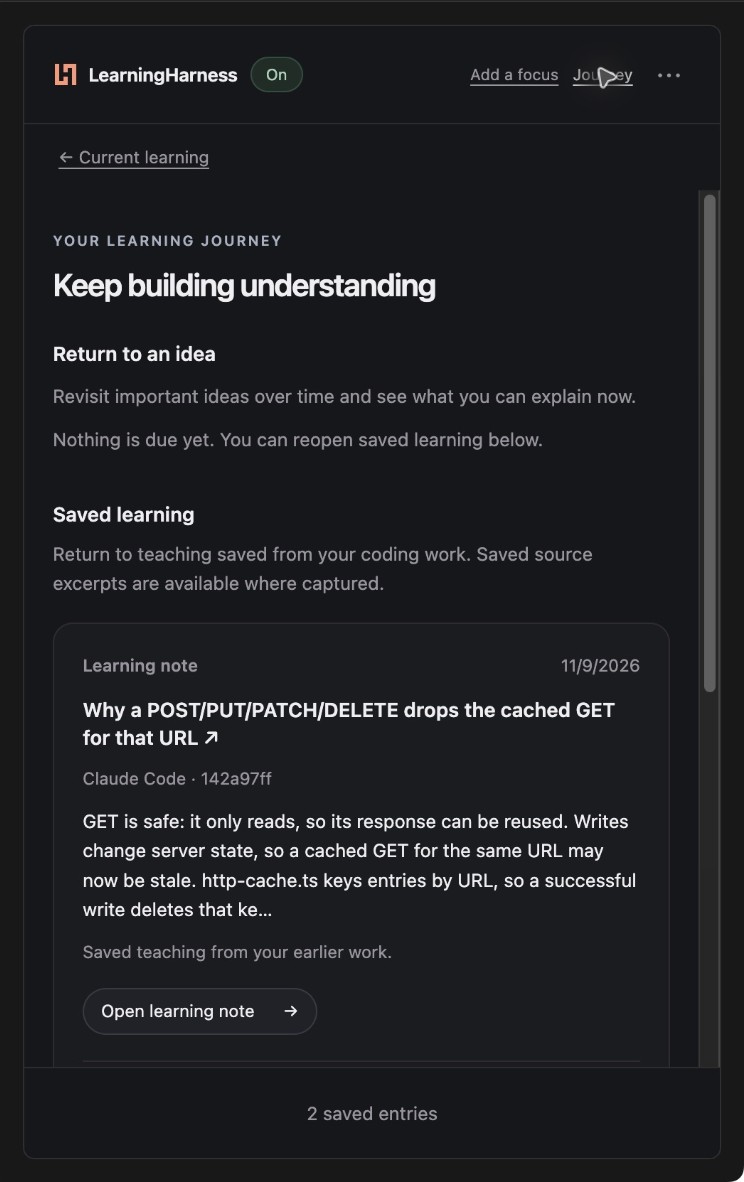 LearningHarness On Add a focus Journey ...
← Current learning
YOUR LEARNING JOURNEY
Keep building understanding
Return to an idea
Revisit important ideas over time and see what you can explain now.
Nothing is due yet. You can reopen saved learning below.
Saved learning
Return to teaching saved from your coding work. Saved source
excerpts are available where captured.
Learning note 11/9/2026
Why a POST/PUT/PATCH/DELETE drops the cached GET
for that URL ↗
Claude Code · 142a97ff
GET is safe: it only reads, so its response can be reused. Writes
change server state, so a cached GET for the same URL may
now be stale. http-cache.ts keys entries by URL, so a successful
write deletes that ke...
Saved teaching from your earlier work.
Open learning note →
2 saved entries